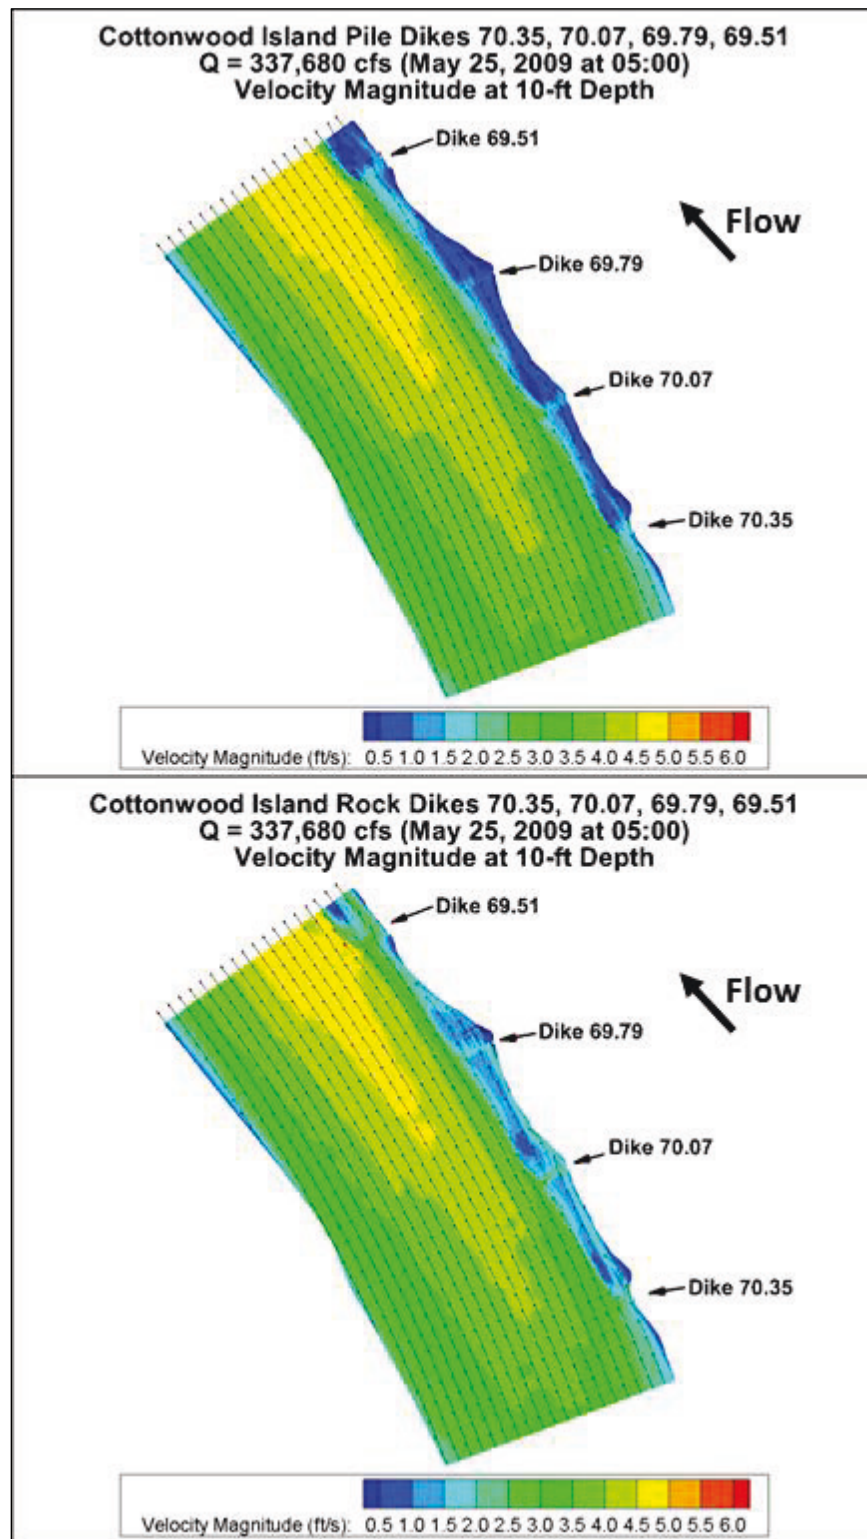 Cottonwood Island Pile Dikes 70.35, 70.07, 69.79, 69.51
Q = 337,680 cfs (May 25, 2009 at 05:00)
Velocity Magnitude at 10-ft Depth
Dike 69.51
Flow
Dike 69.79
Dike 70.07
Dike 70.35
Velocity Magnitude (ft/s): 0.5 1.0 1.5 2.0 2.5 3.0 3.5 4.0 4.5 5.0 5.5 6.0
Cottonwood Island Rock Dikes 70.35, 70.07, 69.79, 69.51
Q = 337,680 cfs (May 25, 2009 at 05:00)
Velocity Magnitude at 10-ft Depth
Dike 69.51
Flow
Dike 69.79
Dike 70.07
Dike 70.35
Velocity Magnitude (ft/s): 0.5 1.0 1.5 2.0 2.5 3.0 3.5 4.0 4.5 5.0 5.5 6.0